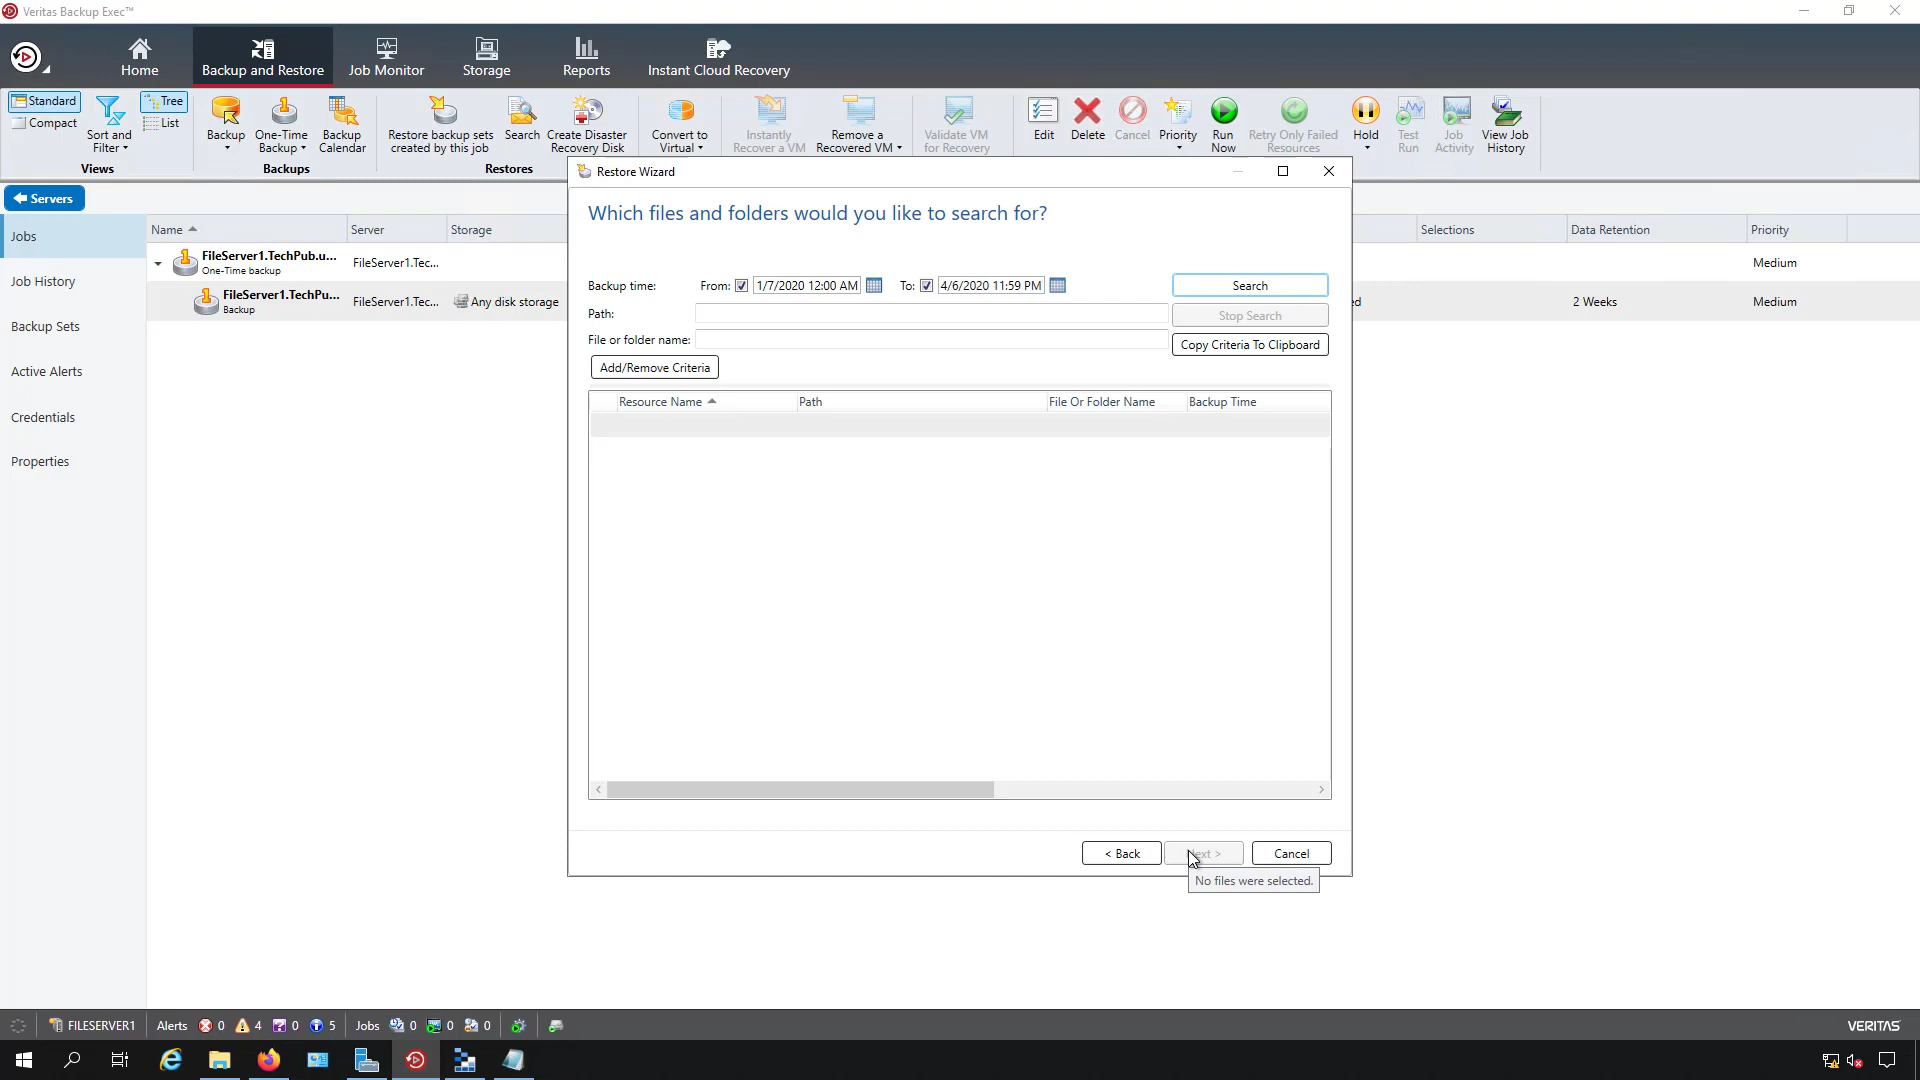 Veritas Backup Exec™
Home
Backup and Restore
Job Monitor
Storage
Reports
Instant Cloud Recovery
Standard
Compact
Sort and
Filter
Tree
List
Views
Backup
One-Time
Backup
Backup
Calendar
Backups
Restore backup sets
created by this job
Search
Create Disaster
Recovery Disk
Restores
Convert to
Virtual
Instantly
Recover a VM
Remove a
Recovered VM
Validate VM
for Recovery
Edit
Delete
Cancel
Priority
Run
Now
Retry Only Failed
Resources
Hold
Test
Run
Job
Activity
View Job
History
Servers
Jobs
Job History
Backup Sets
Active Alerts
Credentials
Properties
Name
Server
Storage
Selections
Data Retention
Priority
FileServer1.TechPub.u...
One-Time backup
FileServer1.Tec...
Medium
FileServer1.TechPu...
Backup
FileServer1.Tec...
Any disk storage
ed
2 Weeks
Medium
Restore Wizard
Which files and folders would you like to search for?
Backup time:
From:
1/7/2020 12:00 AM
To:
4/6/2020 11:59 PM
Search
Path:
Stop Search
File or folder name:
Copy Criteria To Clipboard
Add/Remove Criteria
Resource Name
Path
File Or Folder Name
Backup Time
< Back
ext >
Cancel
No files were selected.
FILESERVER1
Alerts
0
4
0
5
Jobs
0
0
0
VERITAS